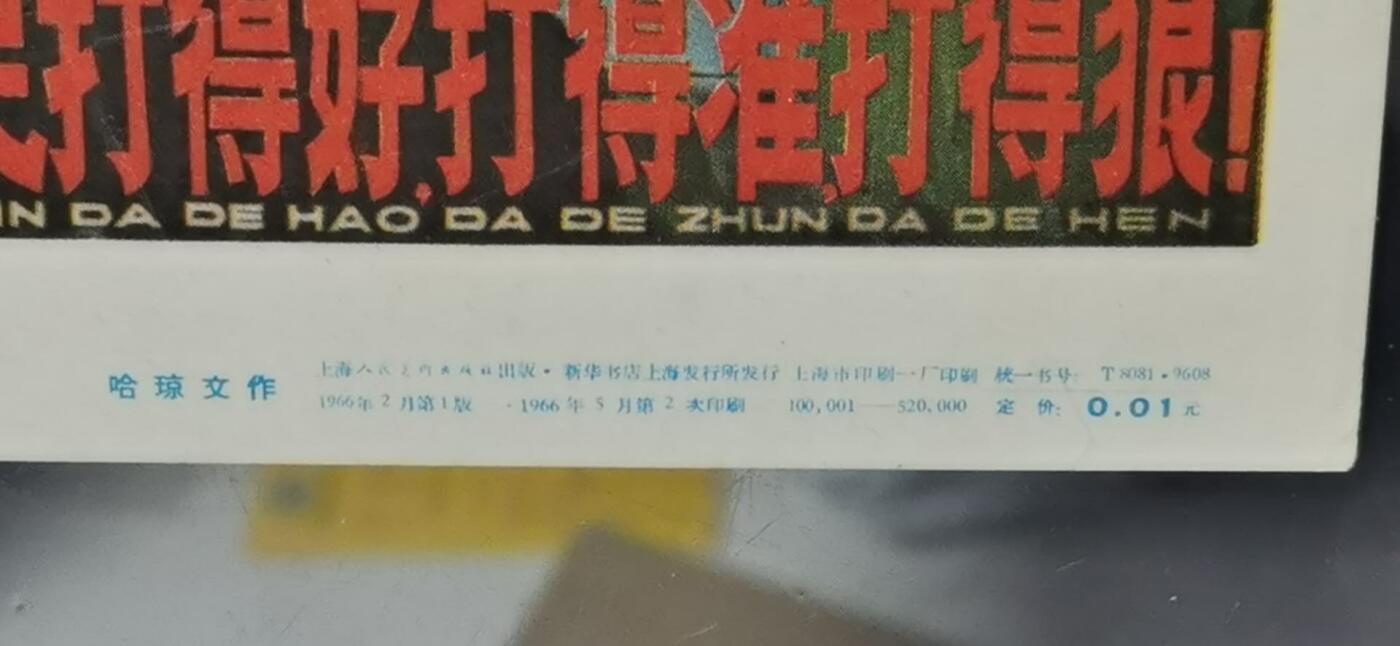 打得好,打得准,打得狠!
IN DA DE HAO DA DE ZHUN DA DE HEN
哈琼文作
上海人民美术出版社出版·新华书店上海发行所发行 上海市印刷一厂印刷 统一书号: T8081·9608
1966年2月第1版 ·1966年5月第2次印刷 100,001—520,000 定 价: 0.01元